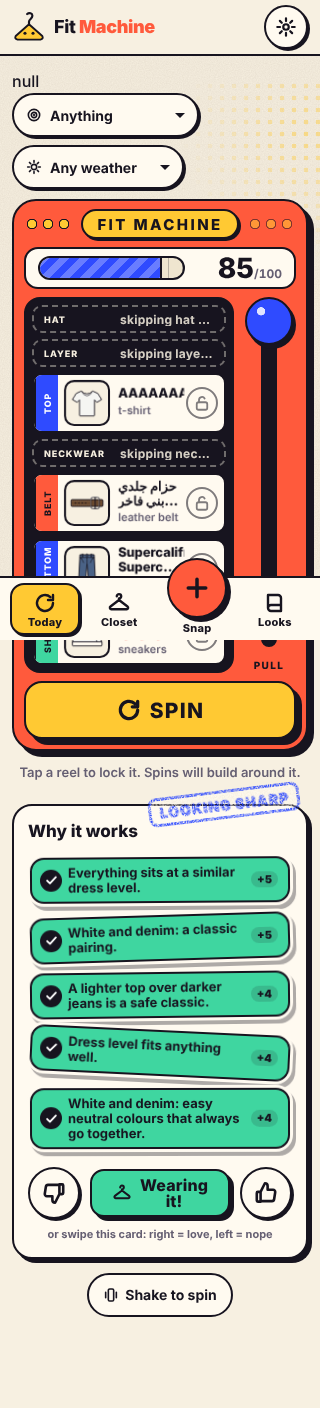 Fit Machine
null
Anything
Any weather
FIT MACHINE
85/100
HAT skipping hat ...
LAYER skipping laye...
TOP
t-shirt
NECKWEAR skipping nec...
BELT
حزام جلدي
بني فاخر...
leather belt
Supercalif
Superc...
sneakers
PULL
Today
Closet
Snap
Looks
SPIN
Tap a reel to lock it. Spins will build around it.
LOOKING SHARP
Why it works
Everything sits at a similar
dress level. +5
White and denim: a classic
pairing. +5
A lighter top over darker
jeans is a safe classic. +4
Dress level fits anything
well. +4
White and denim: easy
neutral colours that always
go together. +4
Wearing
it!
or swipe this card: right = love, left = nope
Shake to spin